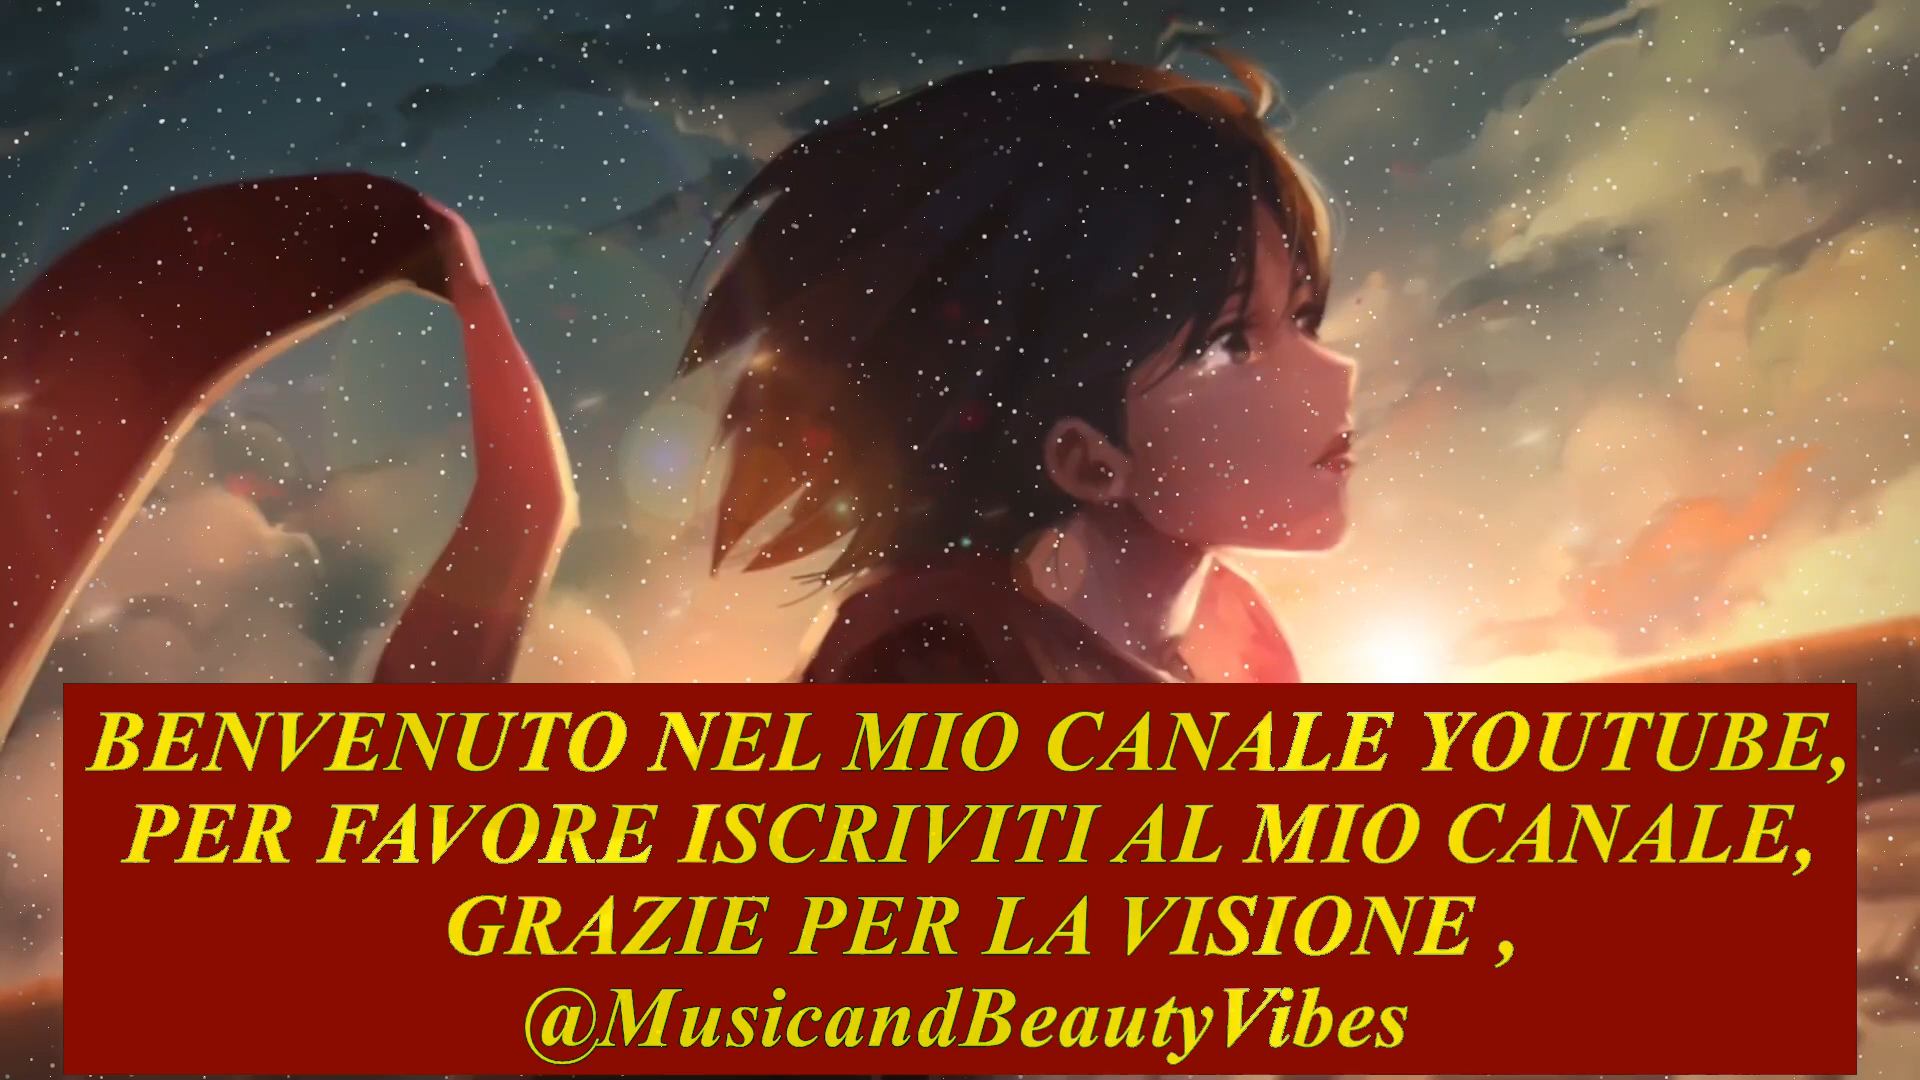 BENVENUTO NEL MIO CANALE YOUTUBE,
PER FAVORE ISCRIVITI AL MIO CANALE,
GRAZIE PER LA VISIONE ,
@MusicandBeautyVibes